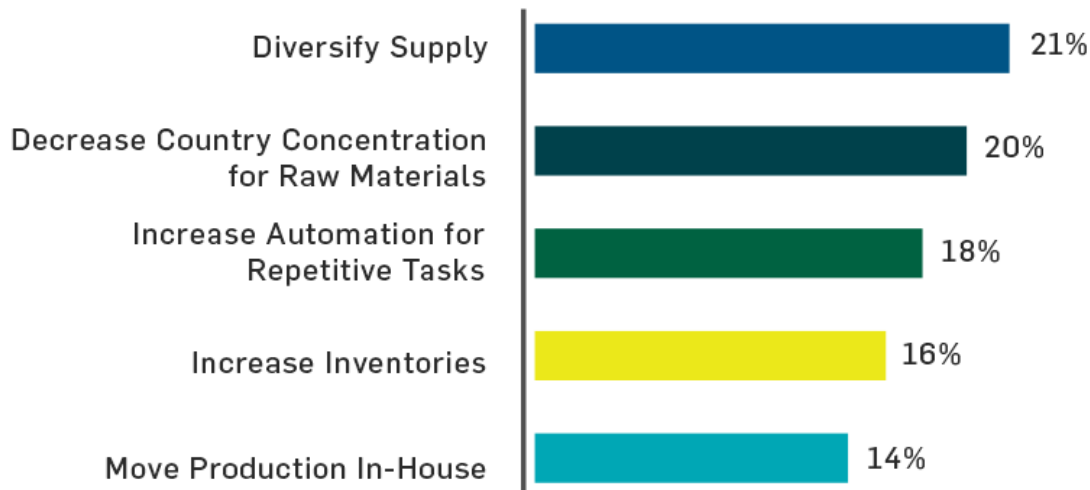 Diversify Supply
21%
Decrease Country Concentration
for Raw Materials
20%
Increase Automation for
Repetitive Tasks
18%
Increase Inventories
16%
Move Production In-House
14%